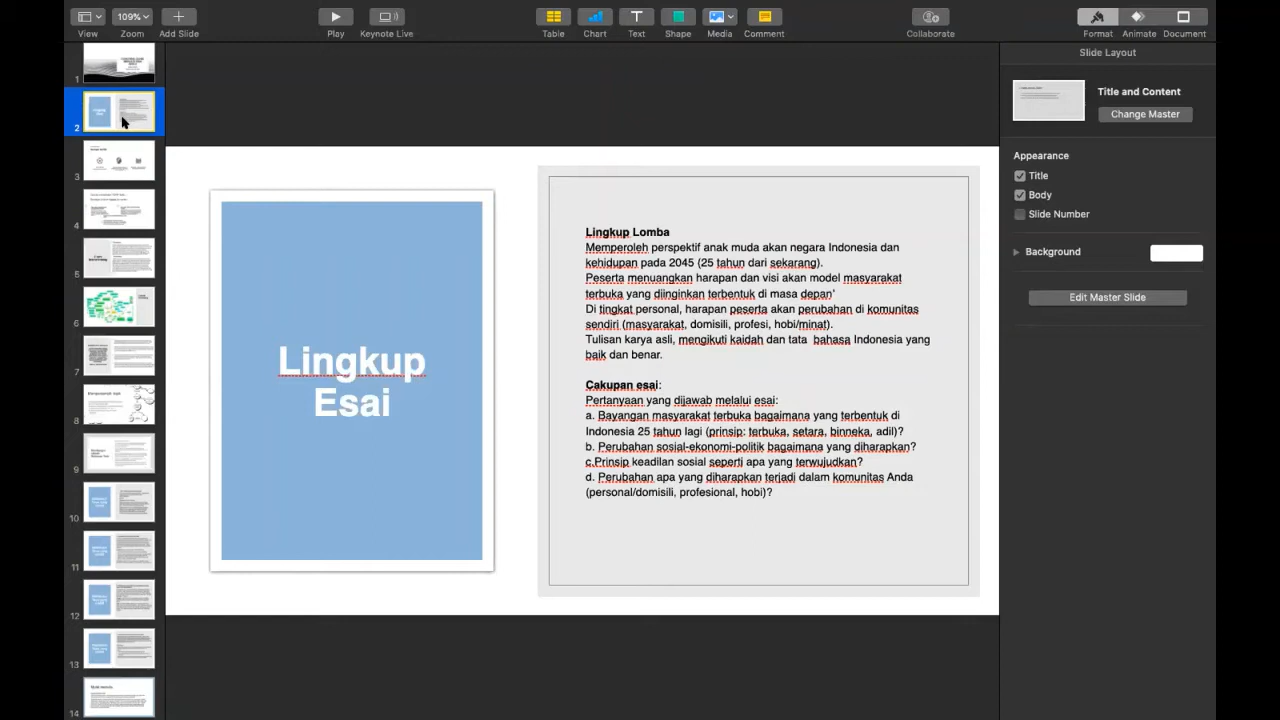 View
109%
Zoom
Add Slide
Play
Keynote Live
Table
Chart
Text
Shape
Media
Comment
Collaborate
Format
Animate
Document
Slide Layout
Title and Content
Change Master
Appearance
Title
Body
Slide Number
Background
Edit Master Slide
1
2
3
4
5
6
7
8
9
10
11
12
13
14
Lingkup
Esai
Lingkup Lomba
Memperoleh perspektif anak muda akan negara Indonesia dan
kehidupan pada 2045 (25 tahun dari sekarang).
Peserta menuangkan harapan dan visi akan model masyarakat
terbuka yang diinginkan terbentuk di masa depan'
Di tingkat personal, harapan peserta akan perubahan di komunitas
sendiri (masyarakat, domisili, profesi, hobi/minat).
Tulisan karya asli, mengikuti kaidah dan tata bahasa Indonesia yang
baik dan benar.
Cakupan esai:
Pertanyaan yang dijawab melalui esai:
a. Bayangan masyarakat terbuka bagaimana yang terbentuk di
Indonesia 25 tahun lagi (prinsip: terbuka, setara, binneka, adil)?
b. Perubahan sosial-ekonomi-politik bagaimana yang diharapkan?
c.Prinsip keadilan sosial seperti apa yang terwujudkan?
d. Perubahan apa yang diharapkan terjadi dalam komunitas Anda
(personal/domisili, profesional, hobi)?